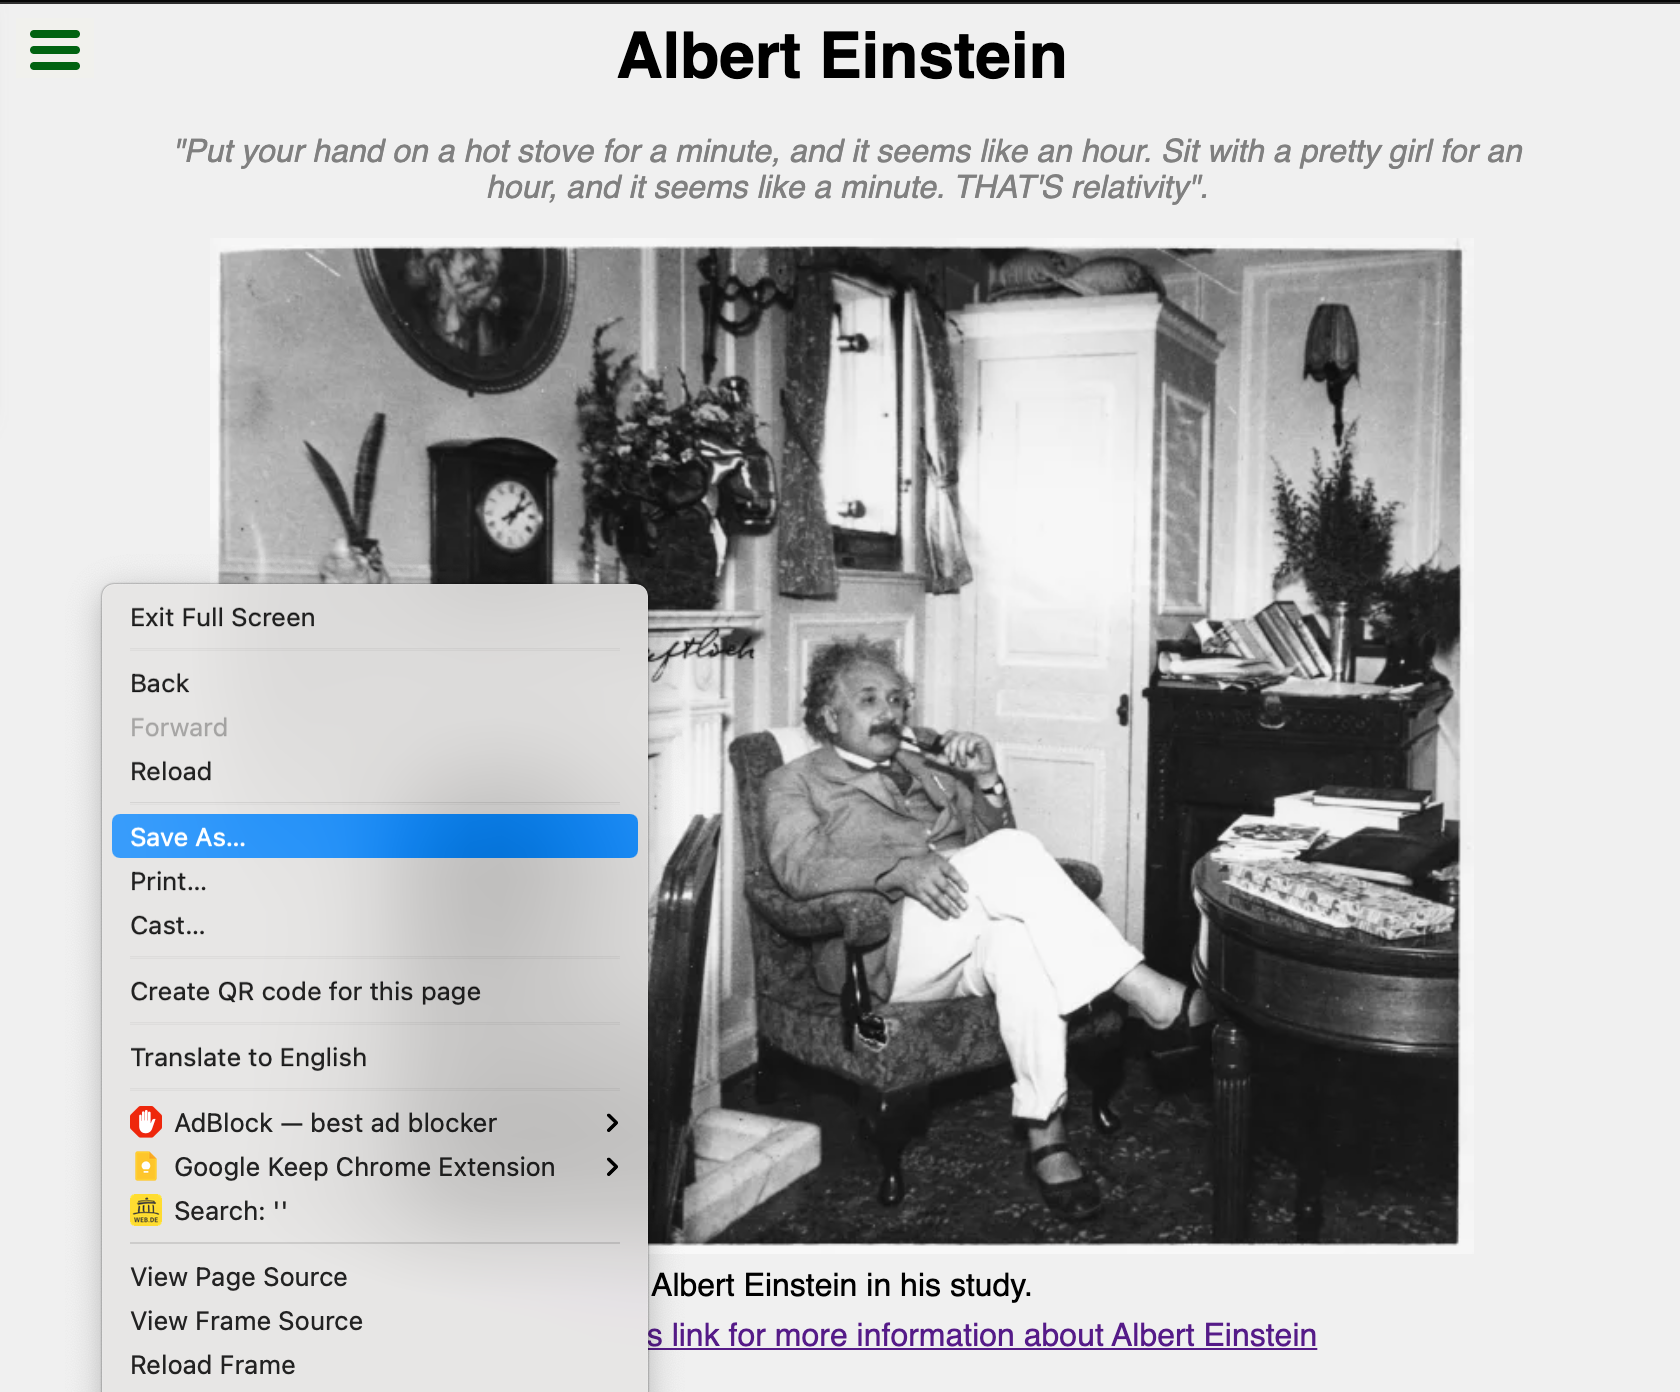 Albert Einstein
"Put your hand on a hot stove for a minute, and it seems like an hour. Sit with a pretty girl for an
hour, and it seems like a minute. THAT'S relativity".
Exit Full Screen
Back
Forward
Reload
Save As...
Print...
Cast...
Create QR code for this page
Translate to English
AdBlock — best ad blocker
Google Keep Chrome Extension
WEB.DE
Search: ''
View Page Source
View Frame Source
Reload Frame
Albert Einstein in his study.
s link for more information about Albert Einstein